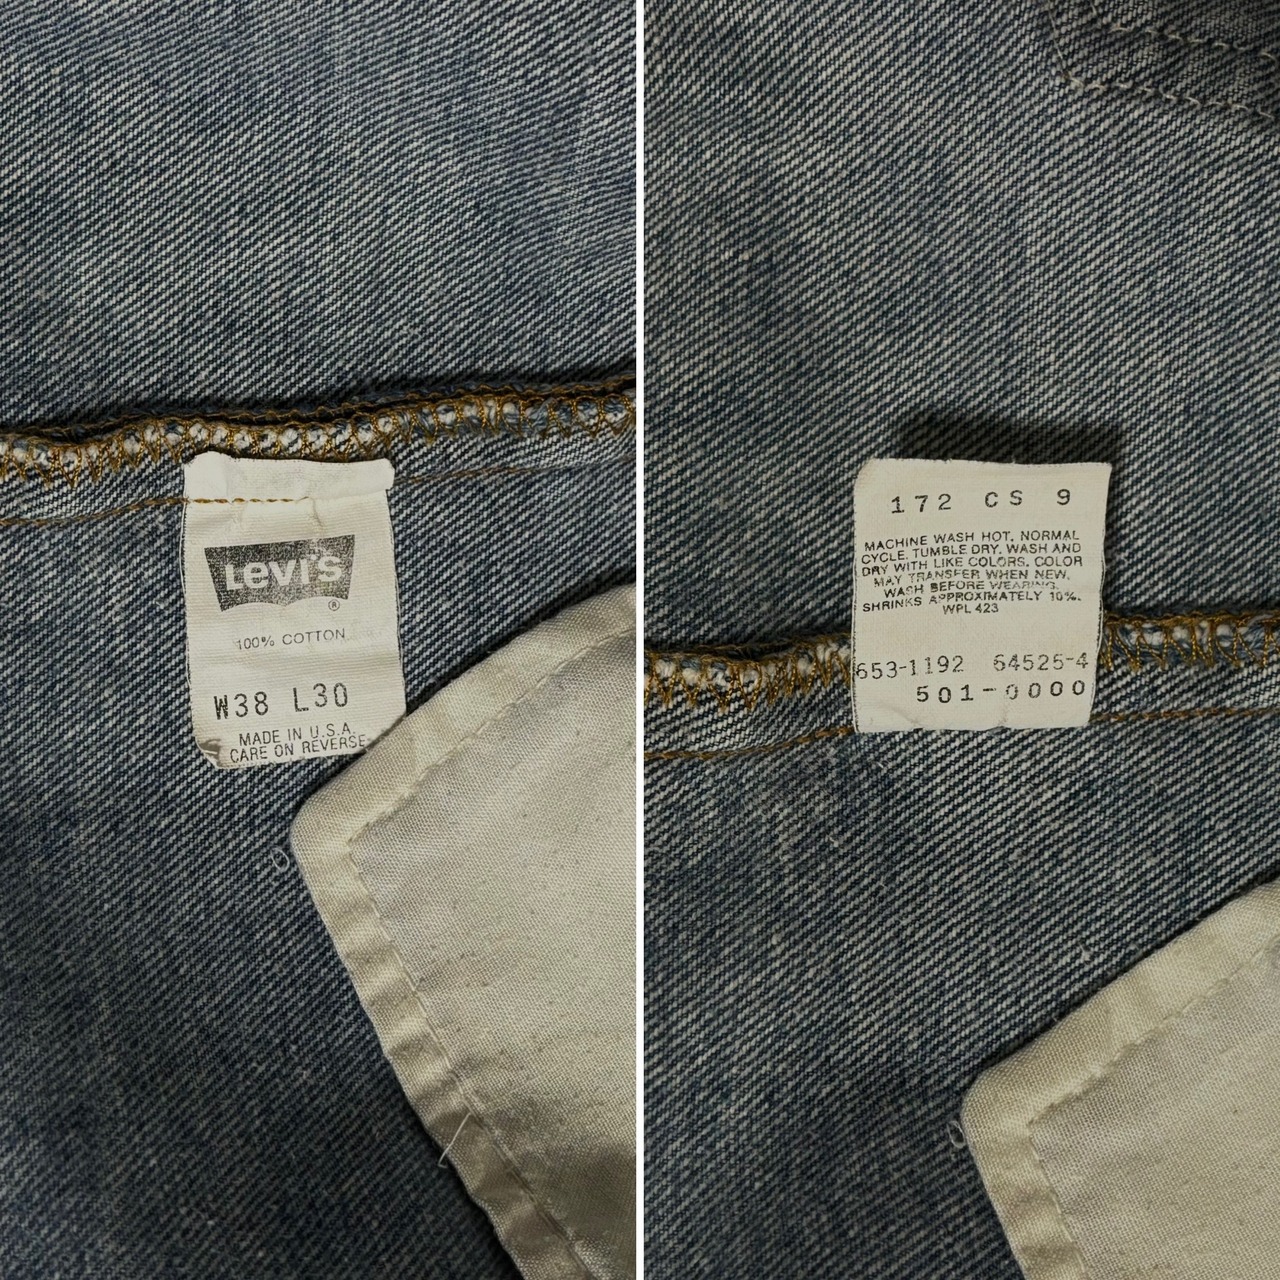 Levi's
®
100% COTTON
W38 L30
MADE IN U.S.A.
CARE ON REVERSE
172 CS 9
MACHINE WASH HOT, NORMAL
CYCLE, TUMBLE DRY. WASH AND
DRY WITH LIKE COLORS. COLOR
MAY TRANSFER WHEN NEW.
WASH BEFORE WEARING.
SHRINKS APPROXIMATELY 10%.
WPL 423
653-1192 64525-4
501-0000